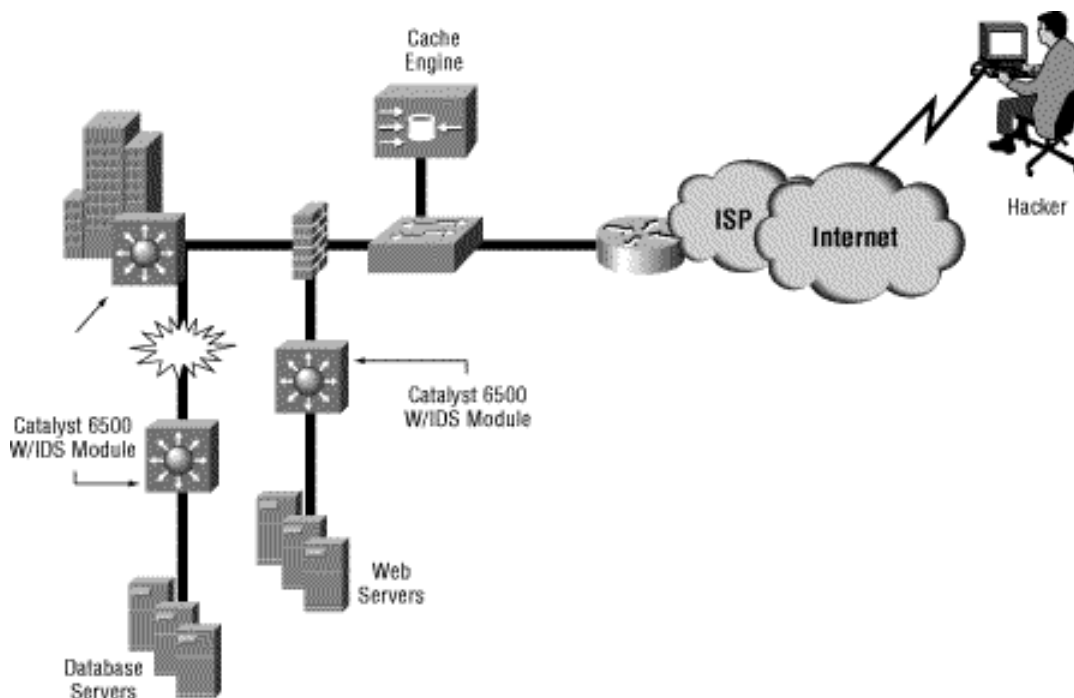 Cache
Engine
Hacker
ISP
Internet
Catalyst 6500
W/IDS Module
Catalyst 6500
W/IDS Module
Web
Servers
Database
Servers